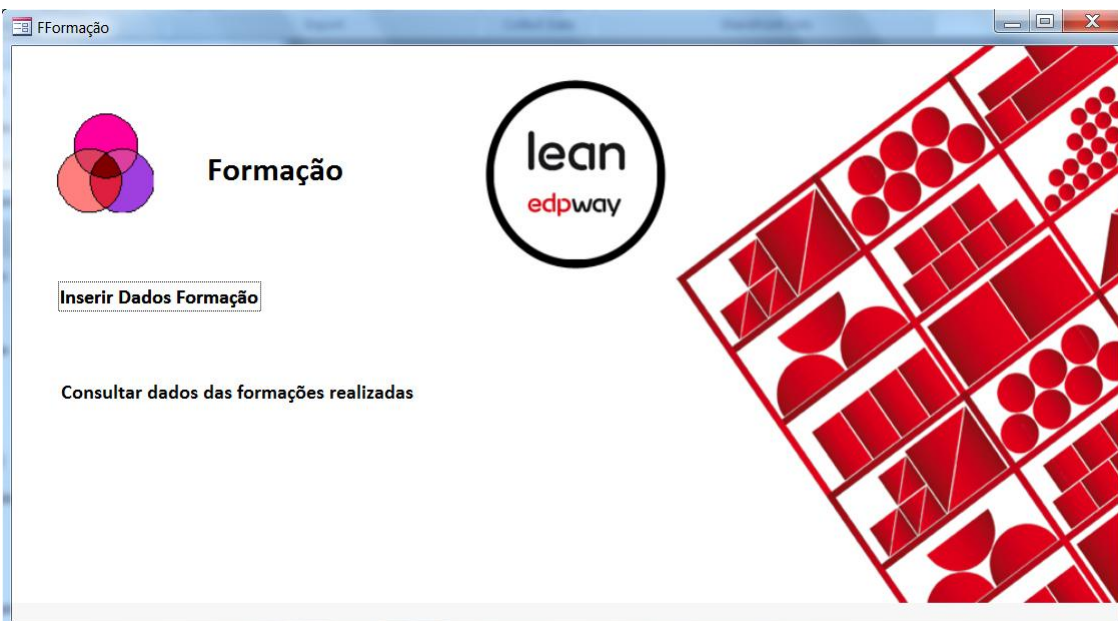 FFormação
Formação
lean
edpway
Inserir Dados Formação
Consultar dados das formações realizadas